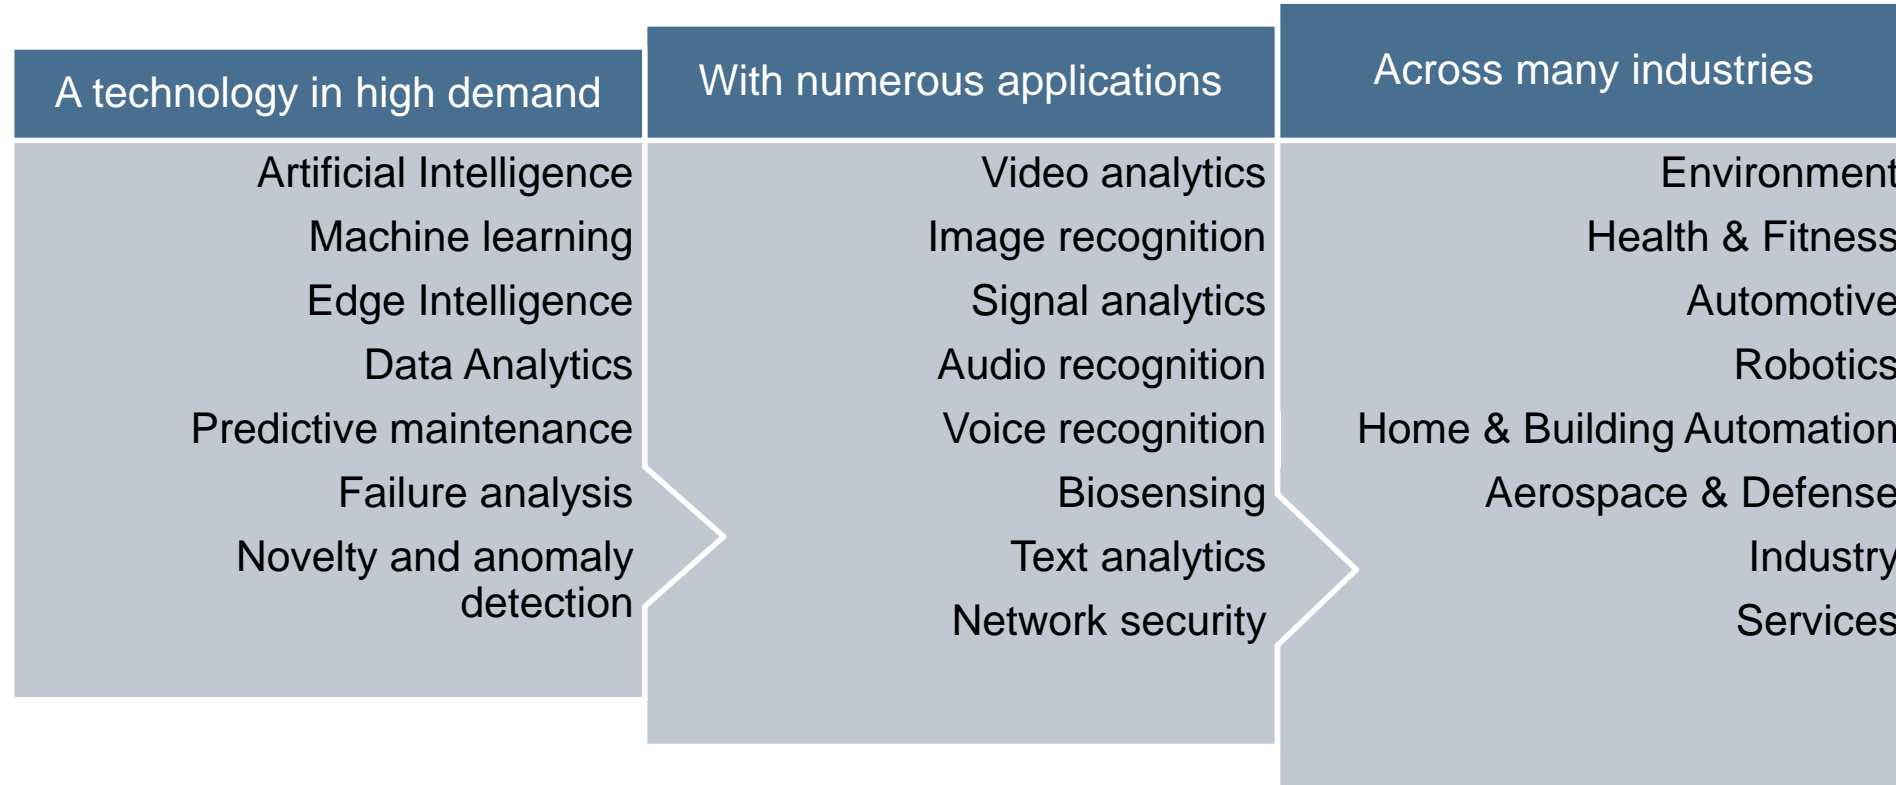 A technology in high demand
Artificial Intelligence
Machine learning
Edge Intelligence
Data Analytics
Predictive maintenance
Failure analysis
Novelty and anomaly
detection
With numerous applications
Video analytics
Image recognition
Signal analytics
Audio recognition
Voice recognition
Biosensing
Text analytics
Network security
Across many industries
Environment
Health & Fitness
Automotive
Robotics
Home & Building Automation
Aerospace & Defense
Industry
Services